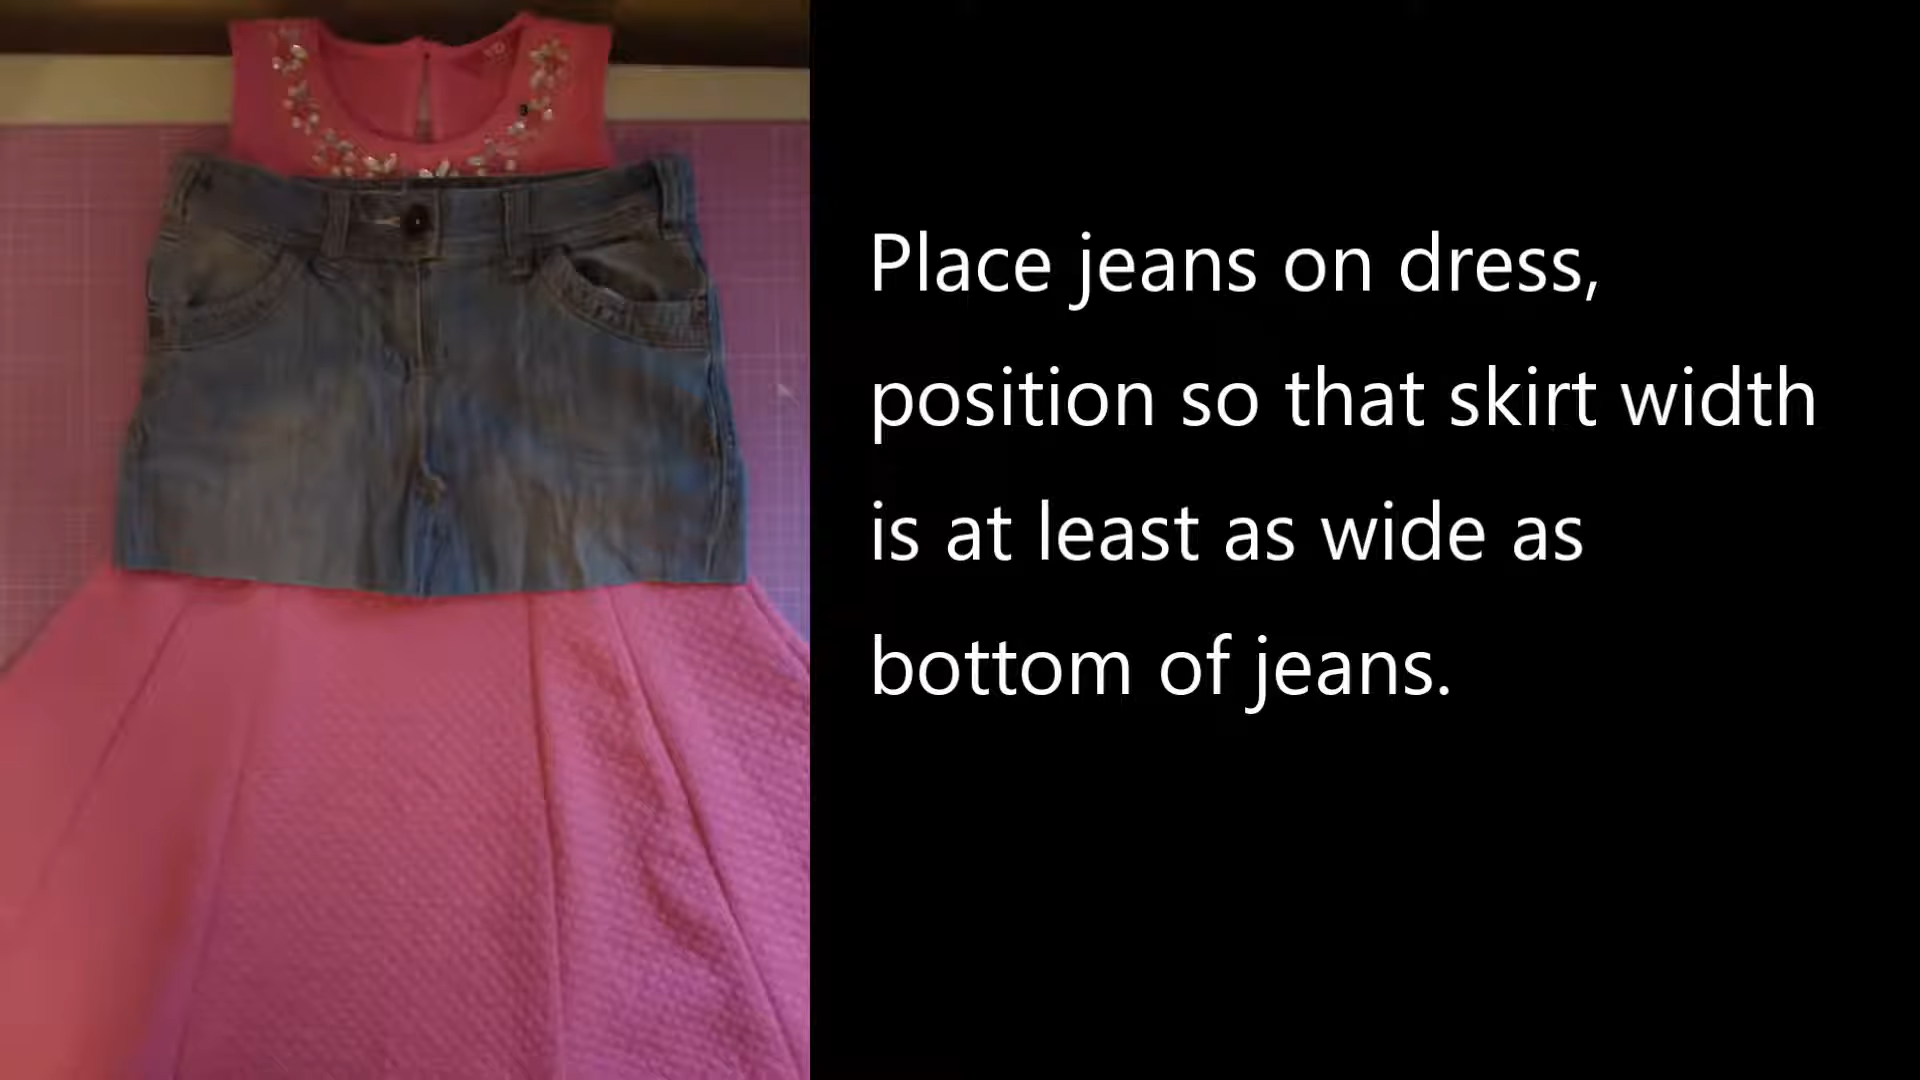 Place jeans on dress,
position so that skirt width
is at least as wide as
bottom of jeans.